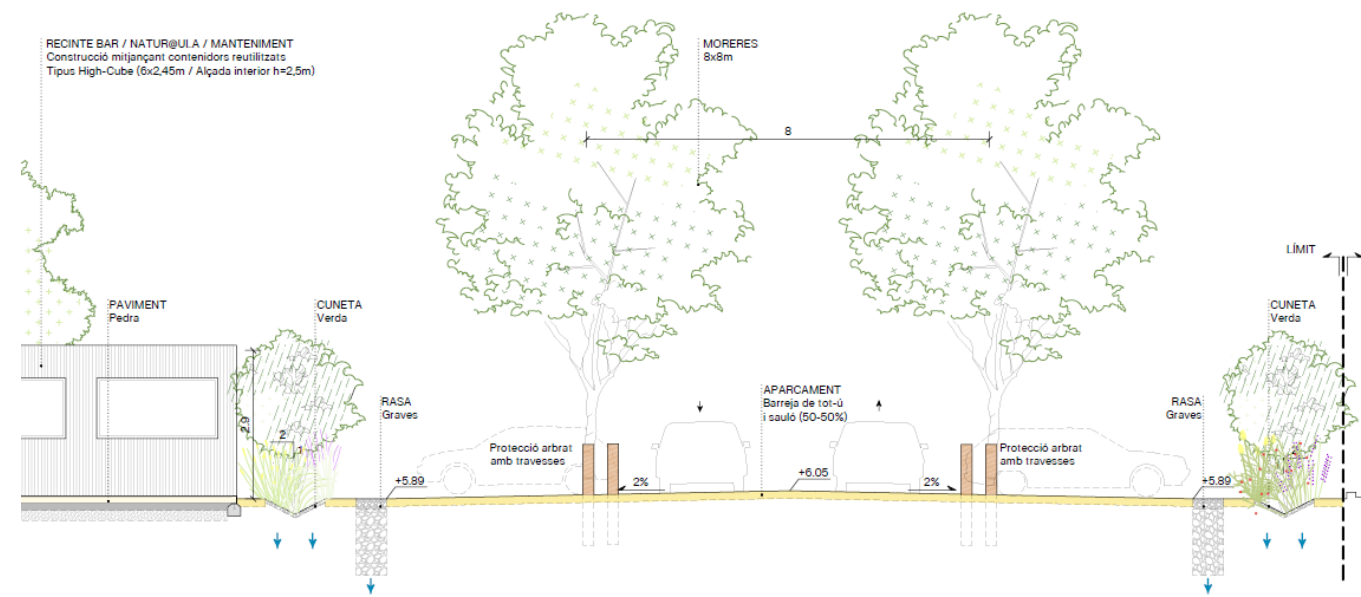 RECINTE BAR / NATUR@ULA / MANTENIMENT
Construcció mitjançant contenidors reutilitzats
Tipus High-Cube (6x2,45m / Alçada interior h=2,5m)
MORERES
8x8m
8
LÍMIT
PAVIMENT
Pedra
CUNETA
Verda
CUNETA
Verda
RASA
Graves
APARCAMENT
Barreja de tot-ú
i sauló (50-50%)
RASA
Graves
2,9
2
1
Protecció arbrat
amb travesses
Protecció arbrat
amb travesses
+5.89
2%
+6.05
2%
+5.89